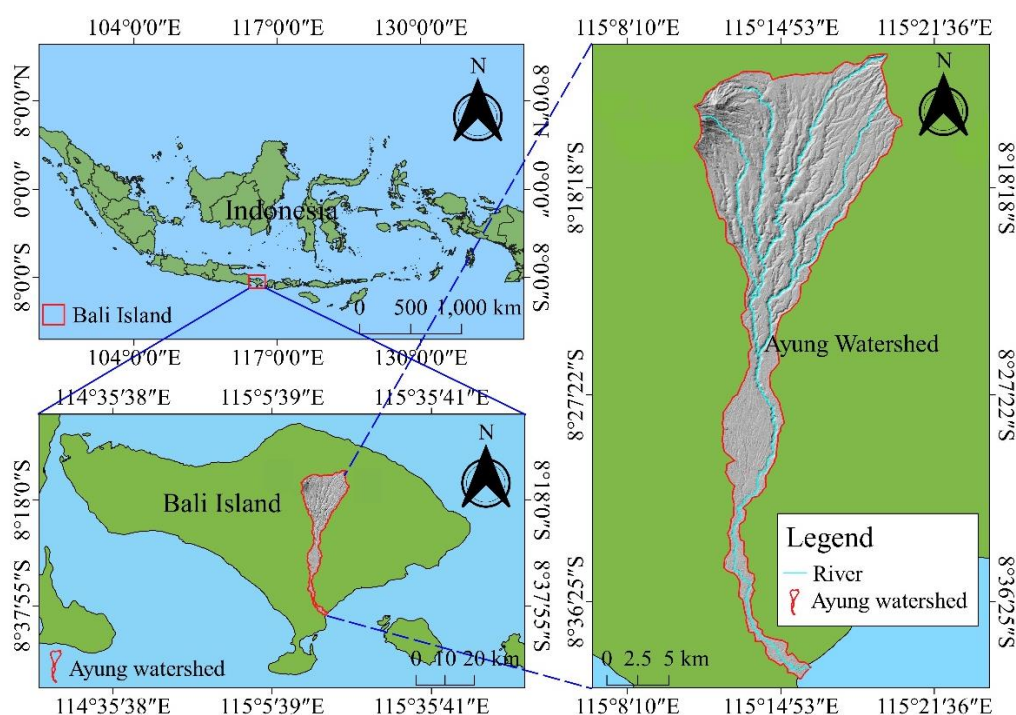 104°0′0″E 117°0′0″E 130°0′0″E
8°0′0″N
8°0′0″N
0°0′0″
0°0′0″
8°0′0″S
8°0′0″S
N
Indonesia
Bali Island
0 500 1,000 km
104°0′0″E 117°0′0″E 130°0′0″E
114°35′38″E 115°5′39″E 115°35′41″E
8°18′0″S
8°18′0″S
8°37′55″S
8°37′55″S
N
Bali Island
Ayung watershed
0 10 20 km
114°35′38″E 115°5′39″E 115°35′41″E
115°8′10″E 115°14′53″E 115°21′36″E
8°18′18″S
8°18′18″S
8°27′22″S
8°27′22″S
8°36′25″S
8°36′25″S
N
Ayung Watershed
Legend
River
Ayung watershed
0 2.5 5 km
115°8′10″E 115°14′53″E 115°21′36″E